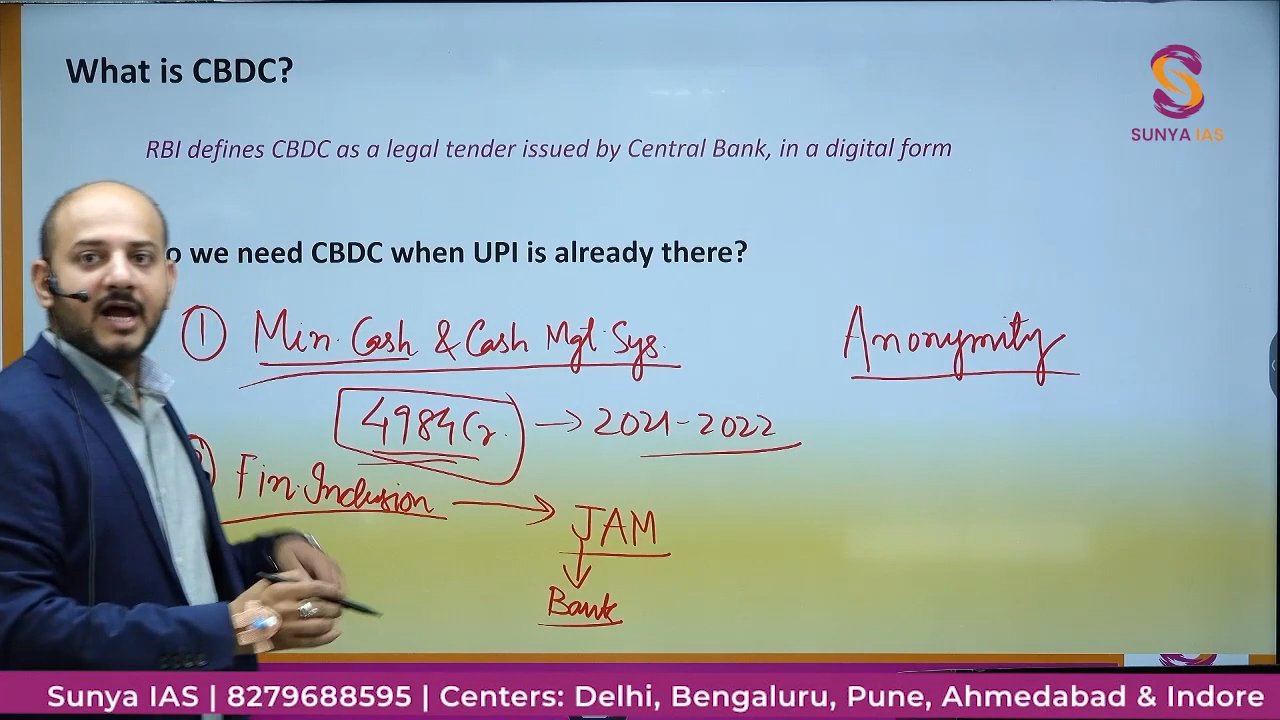 What is CBDC?
SUNYA IAS
RBI defines CBDC as a legal tender issued by Central Bank, in a digital form
o we need CBDC when UPI is already there?
① Min. Cash & Cash Mgt. Sys.
Anonymity
4984 Cr. → 2021-2022
Fin. Inclusion → JAM
Bank
Sunya IAS | 8279688595 | Centers: Delhi, Bengaluru, Pune, Ahmedabad & Indore